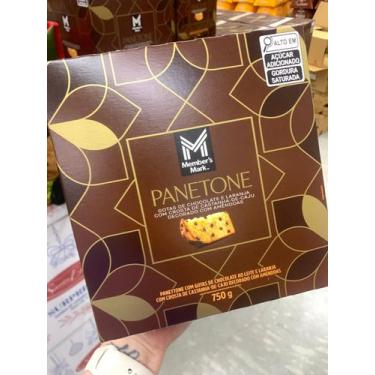 ALTO EM
AÇÚCAR
ADICIONADO
GORDURA
SATURADA
M
Member's
Mark
PANETONE
GOTAS DE CHOCOLATE E LARANJA
COM CROSTA DE CASTANHA DE CAJU
DECORADO COM AMÊNDOAS
PANETTONE COM GOTAS DE CHOCOLATE AO LEITE E LARANJA
COM CROSTA DE CASTANHA-DE-CAJU DECORADO COM AMÊNDOAS
750 g